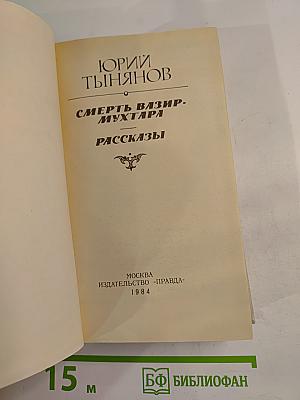 ЮРИЙ
ТЫНЯНОВ
СМЕРТЬ ВАЗИР-
МУХТАРА
РАССКАЗЫ
МОСКВА
ИЗДАТЕЛЬСТВО «ПРАВДА»
1984
15 м
БФ БИБЛИОФАН